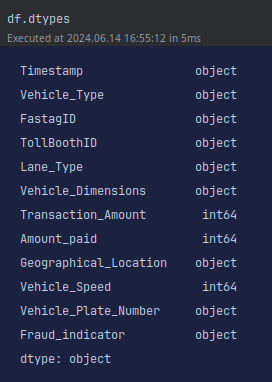 df.dtypes
Executed at 2024.06.14 16:55:12 in 5ms
Timestamp object
Vehicle_Type object
FastagID object
TollBoothID object
Lane_Type object
Vehicle_Dimensions object
Transaction_Amount int64
Amount_paid int64
Geographical_Location object
Vehicle_Speed int64
Vehicle_Plate_Number object
Fraud_indicator object
dtype: object